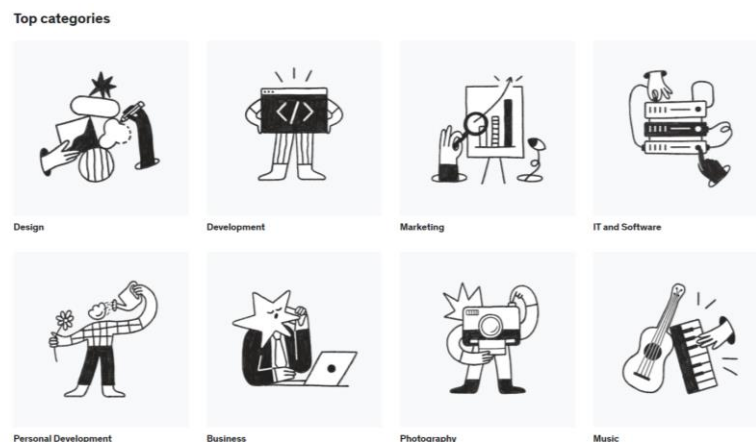 Top categories
</>
Design
Development
Marketing
IT and Software
Personal Development
Business
Photography
Music